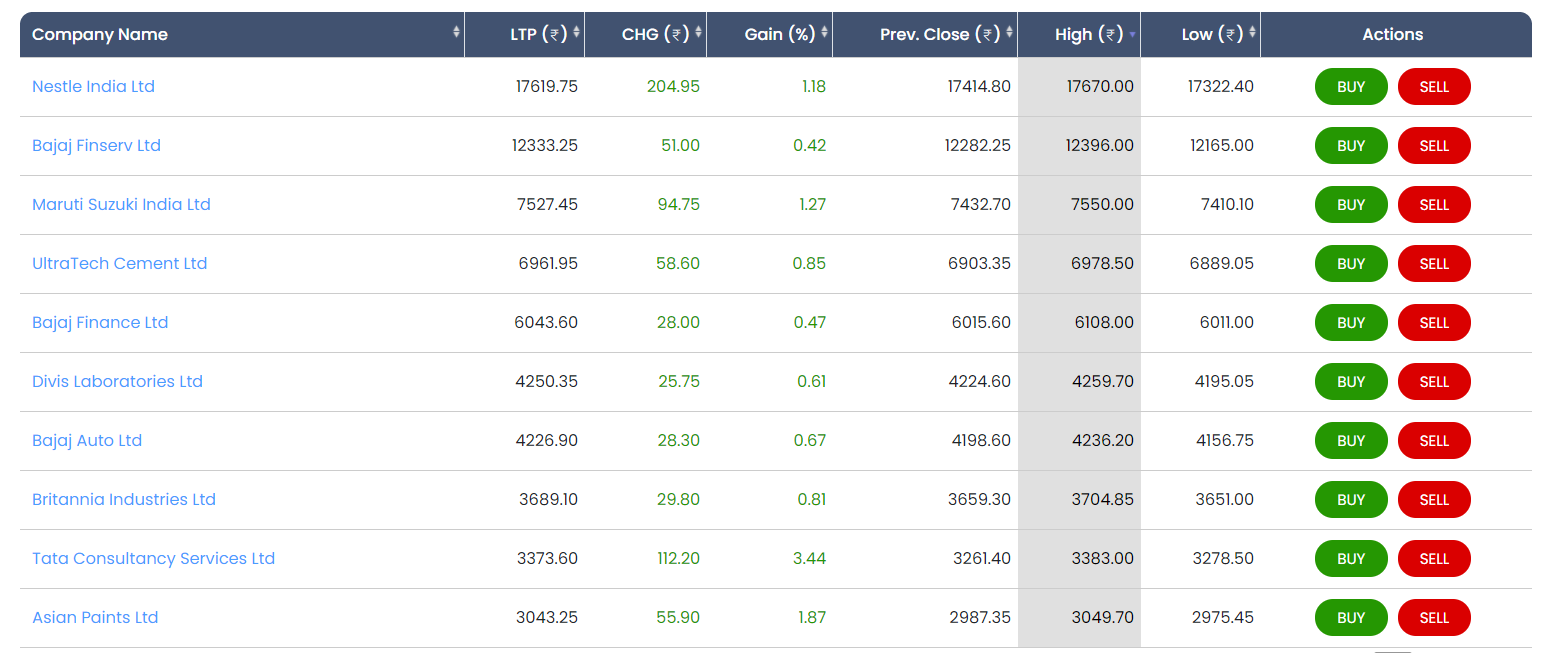 Company Name LTP (₹) CHG (₹) Gain (%) Prev. Close (₹) High (₹) Low (₹) Actions
Nestle India Ltd 17619.75 204.95 1.18 17414.80 17670.00 17322.40 BUY SELL
Bajaj Finserv Ltd 12333.25 51.00 0.42 12282.25 12396.00 12165.00 BUY SELL
Maruti Suzuki India Ltd 7527.45 94.75 1.27 7432.70 7550.00 7410.10 BUY SELL
UltraTech Cement Ltd 6961.95 58.60 0.85 6903.35 6978.50 6889.05 BUY SELL
Bajaj Finance Ltd 6043.60 28.00 0.47 6015.60 6108.00 6011.00 BUY SELL
Divis Laboratories Ltd 4250.35 25.75 0.61 4224.60 4259.70 4195.05 BUY SELL
Bajaj Auto Ltd 4226.90 28.30 0.67 4198.60 4236.20 4156.75 BUY SELL
Britannia Industries Ltd 3689.10 29.80 0.81 3659.30 3704.85 3651.00 BUY SELL
Tata Consultancy Services Ltd 3373.60 112.20 3.44 3261.40 3383.00 3278.50 BUY SELL
Asian Paints Ltd 3043.25 55.90 1.87 2987.35 3049.70 2975.45 BUY SELL